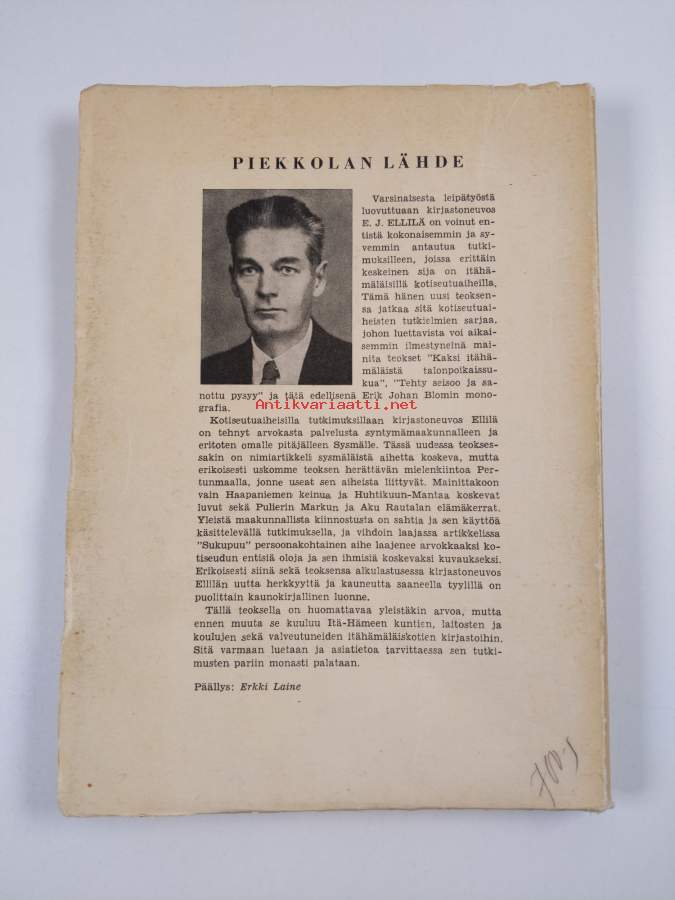 PIEKKOLAN LÄHDE
Varsinaisesta leipätyöstä
luovuttuaan kirjastoneuvos
E. J. ELLILÄ on voinut en-
tistä kokonaisemmin ja sy-
vemmin antautua tutki-
muksilleen, joissa erittäin
keskeinen sija on itähä-
mäläisillä kotiseutuaiheilla.
Tämä hänen uusi teoksen-
sa jatkaa sitä kotiseutuai-
heisten tutkielmien sarjaa,
johon luettavista voi aikai-
semmin ilmestyneinä mai-
nita teokset "Kaksi itähä-
mäläistä talonpoikaissu-
kua", "Tehty seisoo ja sa-
nottu pysyy" ja tätä edellisenä Erik Johan Blomin mono-
grafia.
Antikvariaatti.net
Kotiseutuaiheisilla tutkimuksillaan kirjastoneuvos Ellilä
on tehnyt arvokasta palvelusta syntymämaakunnalleen ja
eritoten omalle pitäjälleen Sysmälle. Tässä uudessa teokses-
sakin on nimiartikkeli sysmäläistä aihetta koskeva, mutta
erikoisesti uskomme teoksen herättävän mielenkiintoa Per-
tunmaalla, jonne useat sen aiheista liittyvät. Mainittakoon
vain Haapaniemen keinua ja Huhtikuun-Mantaa koskevat
luvut sekä Pullerin Markun ja Aku Rautalan elämäkerrat.
Yleistä maakunnallista kiinnostusta on sahtia ja sen käyttöä
käsittelevällä tutkimuksella, ja vihdoin laajassa artikkelissa
"Sukupuu" persoonakohtainen aihe laajenee arvokkaaksi ko-
tiseudun entisiä oloja ja sen ihmisiä koskevaksi kuvaukseksi.
Erikoisesti siinä sekä teoksensa alkulastusessa kirjastoneuvos
Ellilän uutta herkkyyttä ja kauneutta saaneella tyylillä on
puolittain kaunokirjallinen luonne.
Tällä teoksella on huomattavaa yleistäkin arvoa, mutta
ennen muuta se kuuluu Itä-Hämeen kuntien, laitosten ja
koulujen sekä valveutuneiden itähämäläiskotien kirjastoihin.
Sitä varmaan luetaan ja asiatietoa tarvittaessa sen tutki-
musten pariin monasti palataan.
Päällys: Erkki Laine